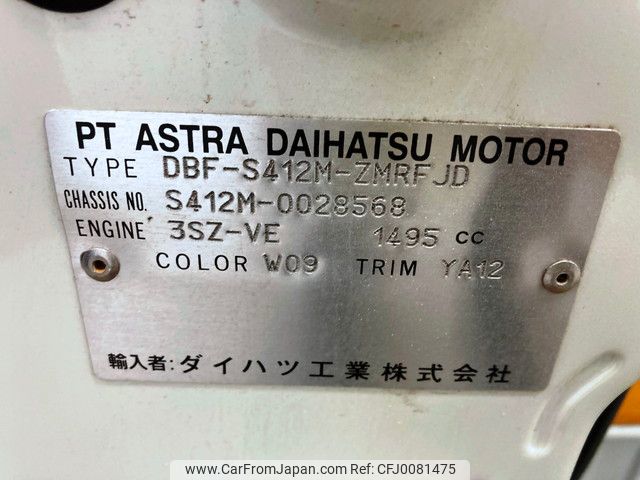 PT ASTRA DAIHATSU MOTOR
TYPE DBF-S412M-ZMRFJD
CHASSIS NO. S412M-0028568
ENGINE 3SZ-VE 1495 CC
COLOR W09 TRIM YA12
輸入者: ダイハツ工業株式会社
www.CarFromJapan.com | Car ID:CFJ0081475